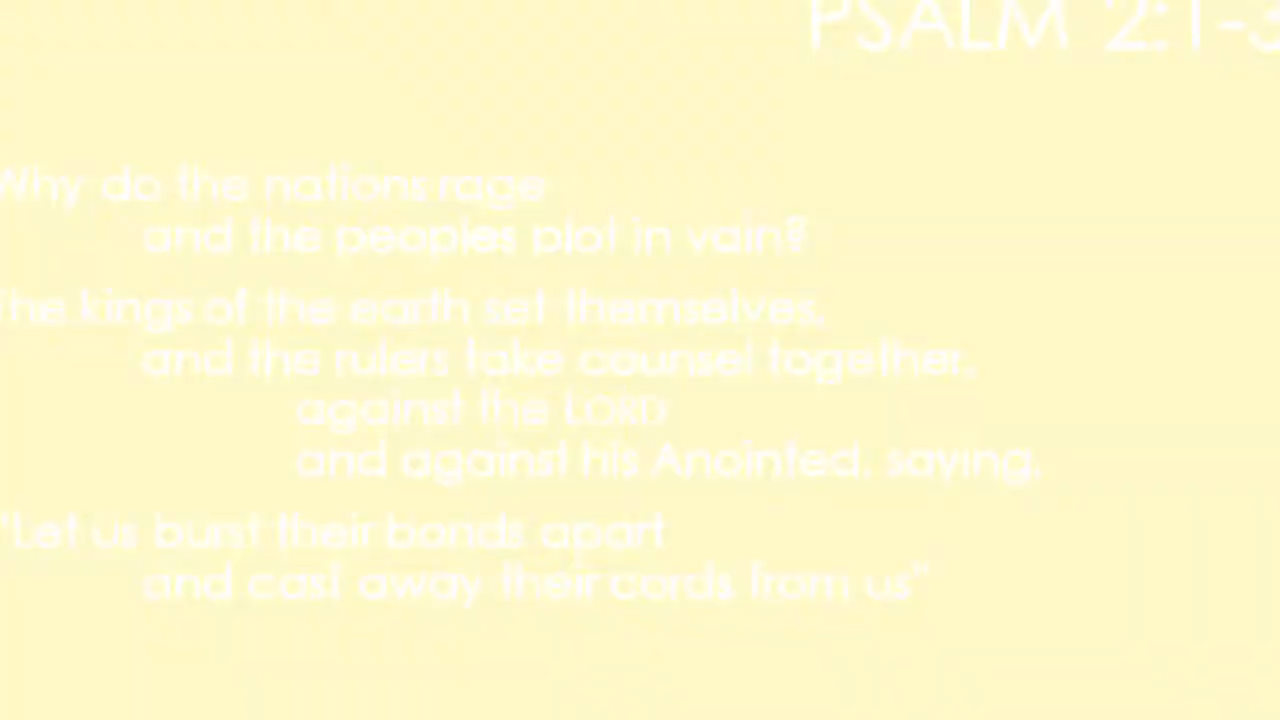 PSALM 2:1-3
Why do the nations rage
and the peoples plot in vain?
The kings of the earth set themselves,
and the rulers take counsel together,
against the LORD
and against his Anointed, saying,
"Let us burst their bonds apart
and cast away their cords from us"